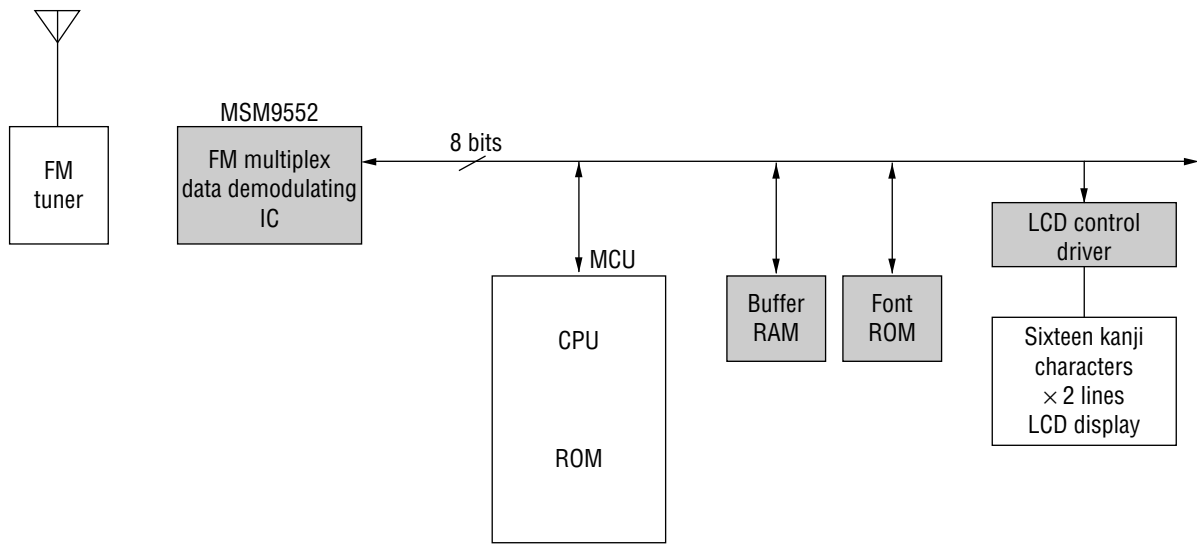 FM
tuner
MSM9552
FM multiplex
data demodulating
IC
8 bits
MCU
CPU
ROM
Buffer
RAM
Font
ROM
LCD control
driver
Sixteen kanji
characters
× 2 lines
LCD display